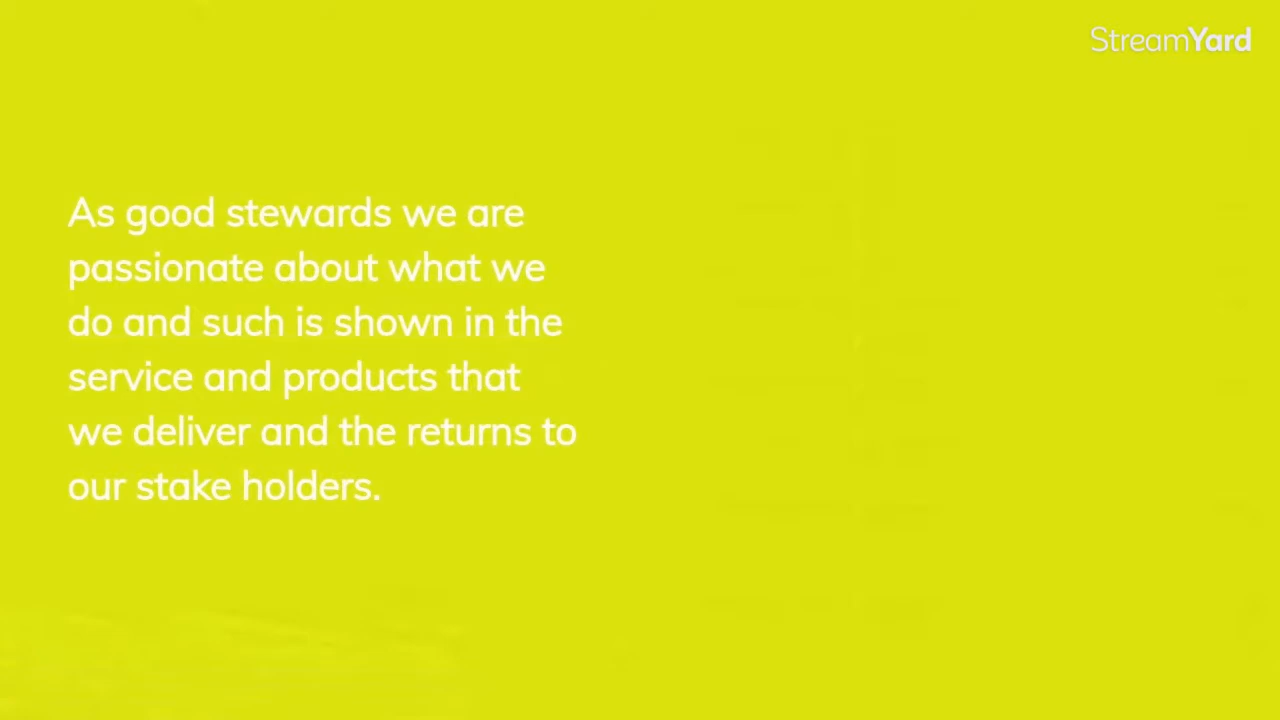 StreamYard
As good stewards we are
passionate about what we
do and such is shown in the
service and products that
we deliver and the returns to
our stake holders.